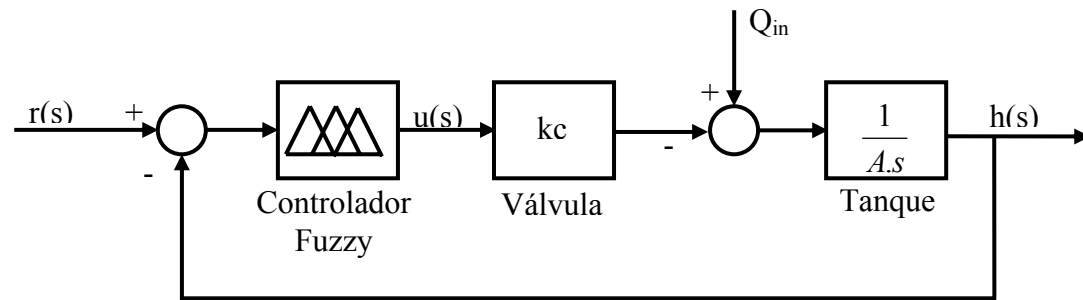 Qin
r(s)
+
-
u(s)
kc
-
+
1
A.s
h(s)
Controlador
Fuzzy
Válvula
Tanque